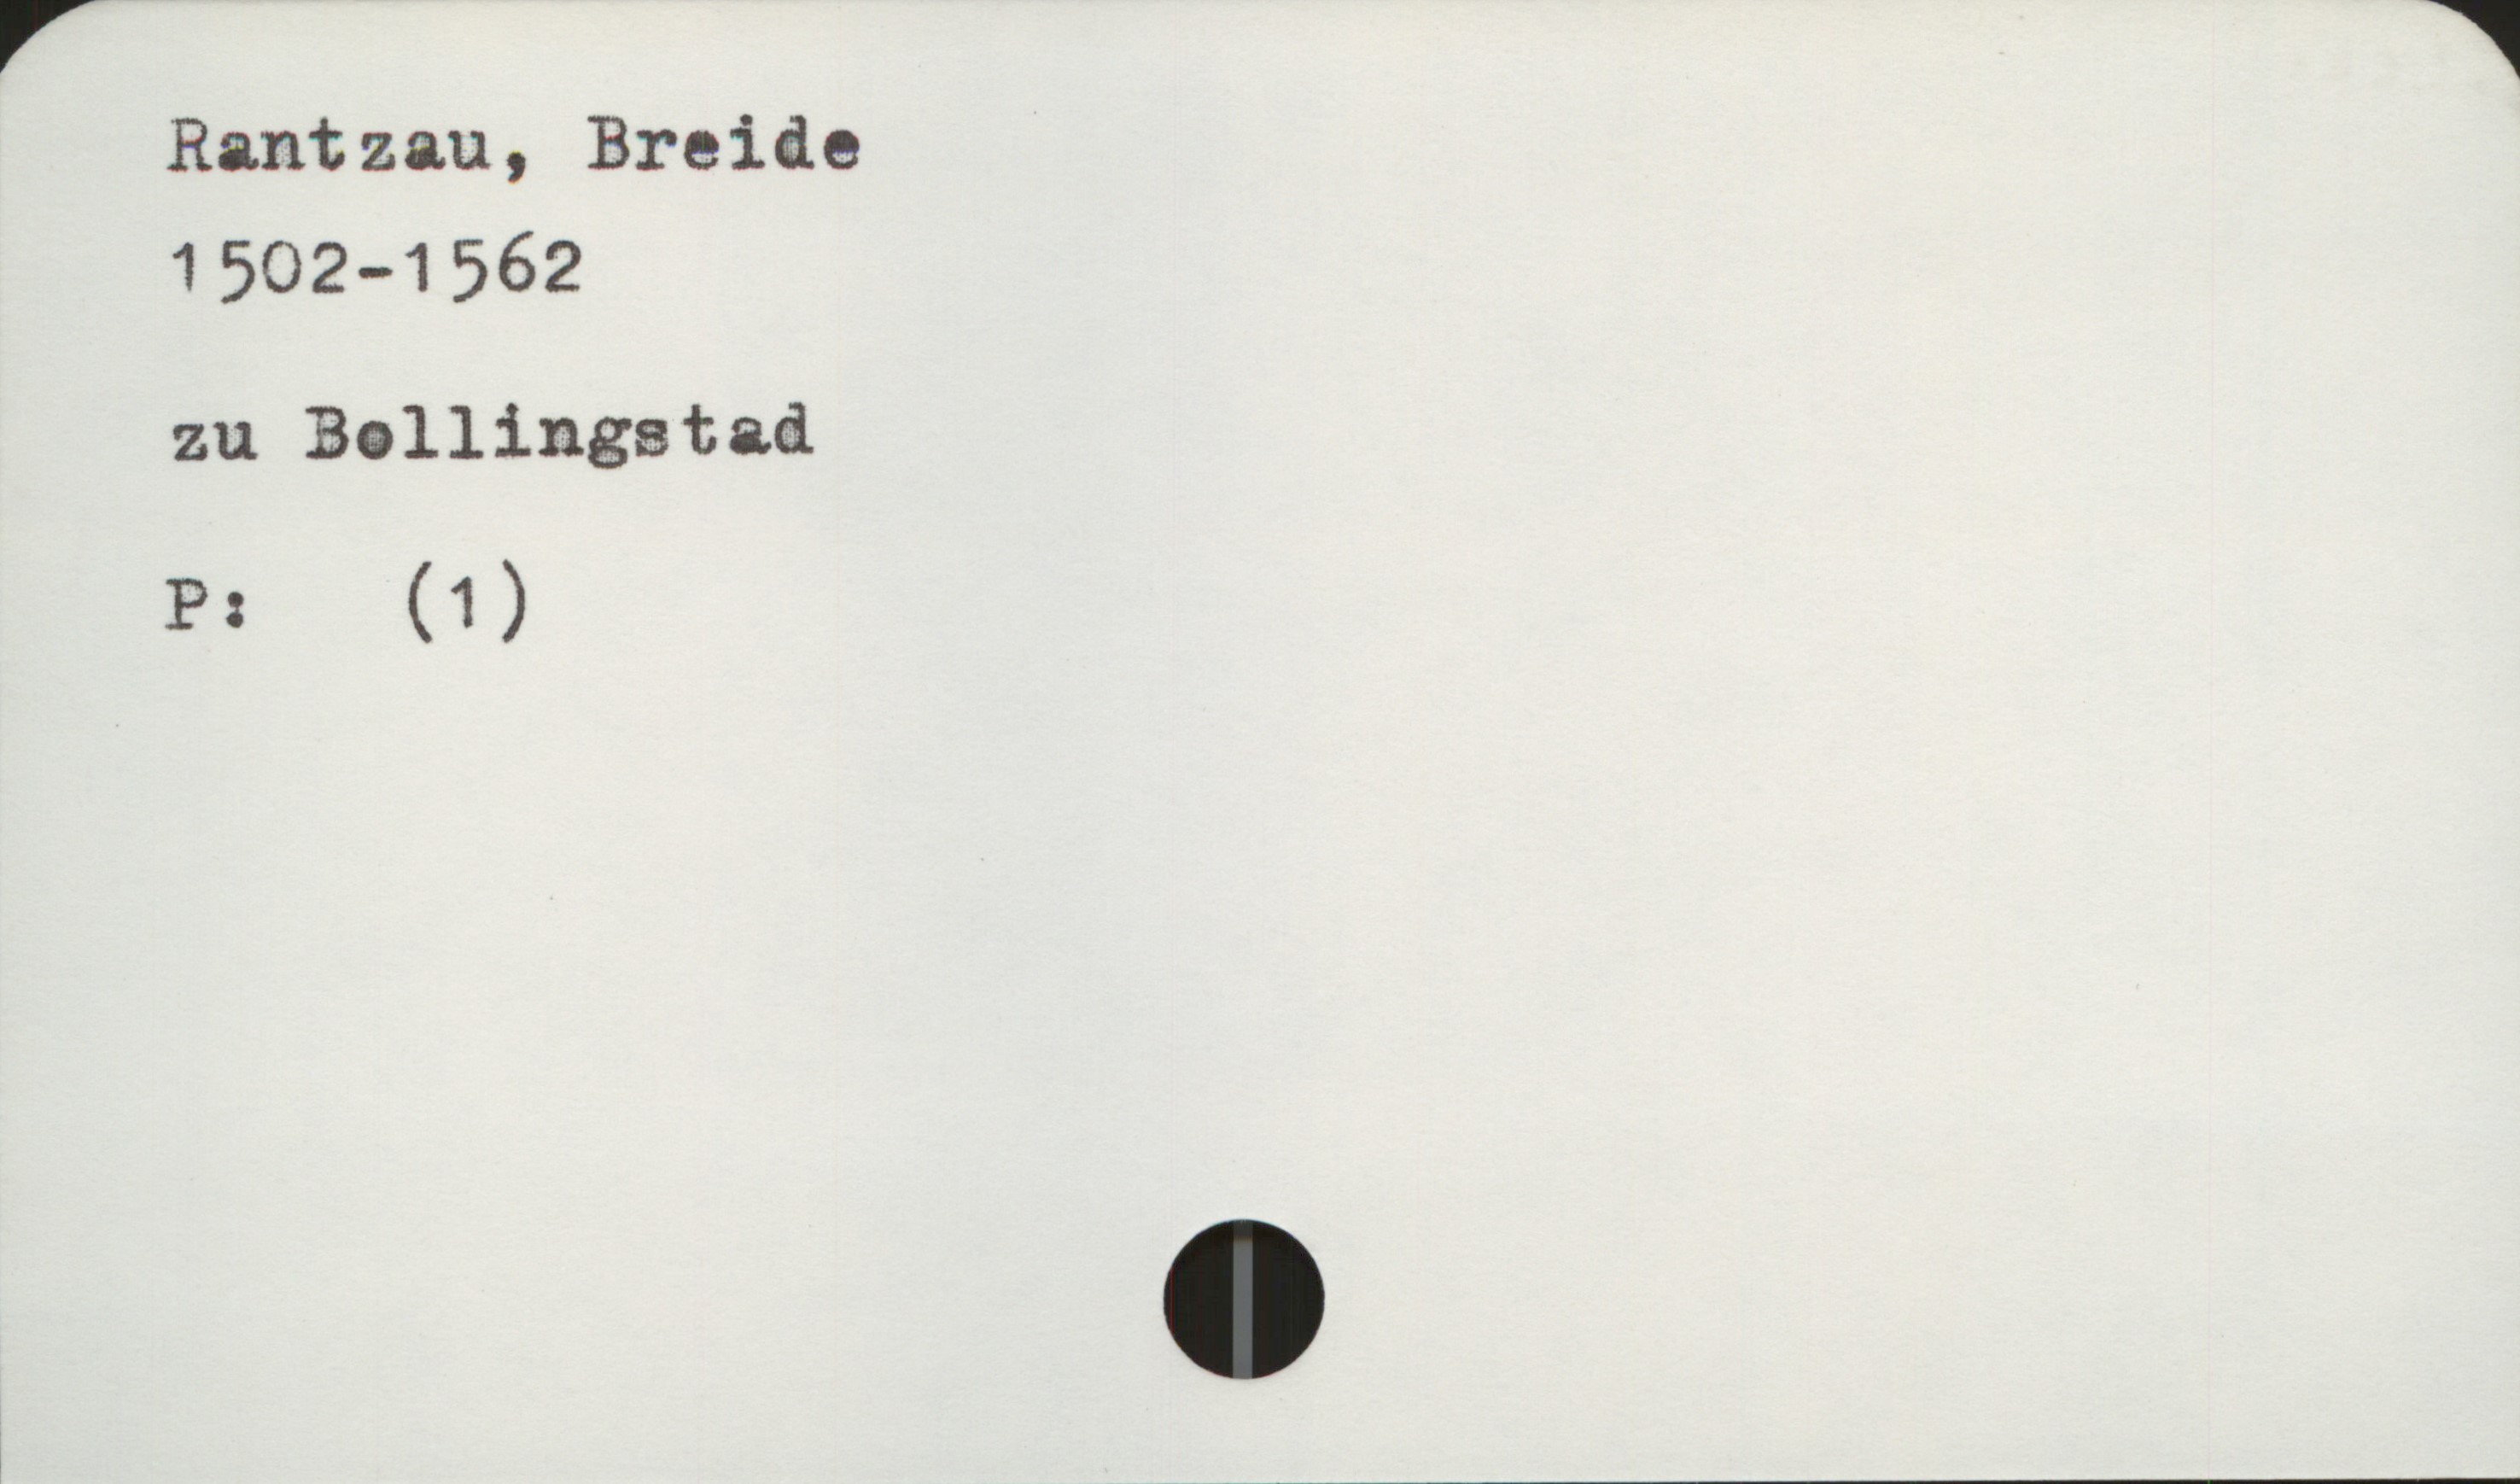 Rantzau, Breide
1502-1562
zu Bollingstad
P: (1)